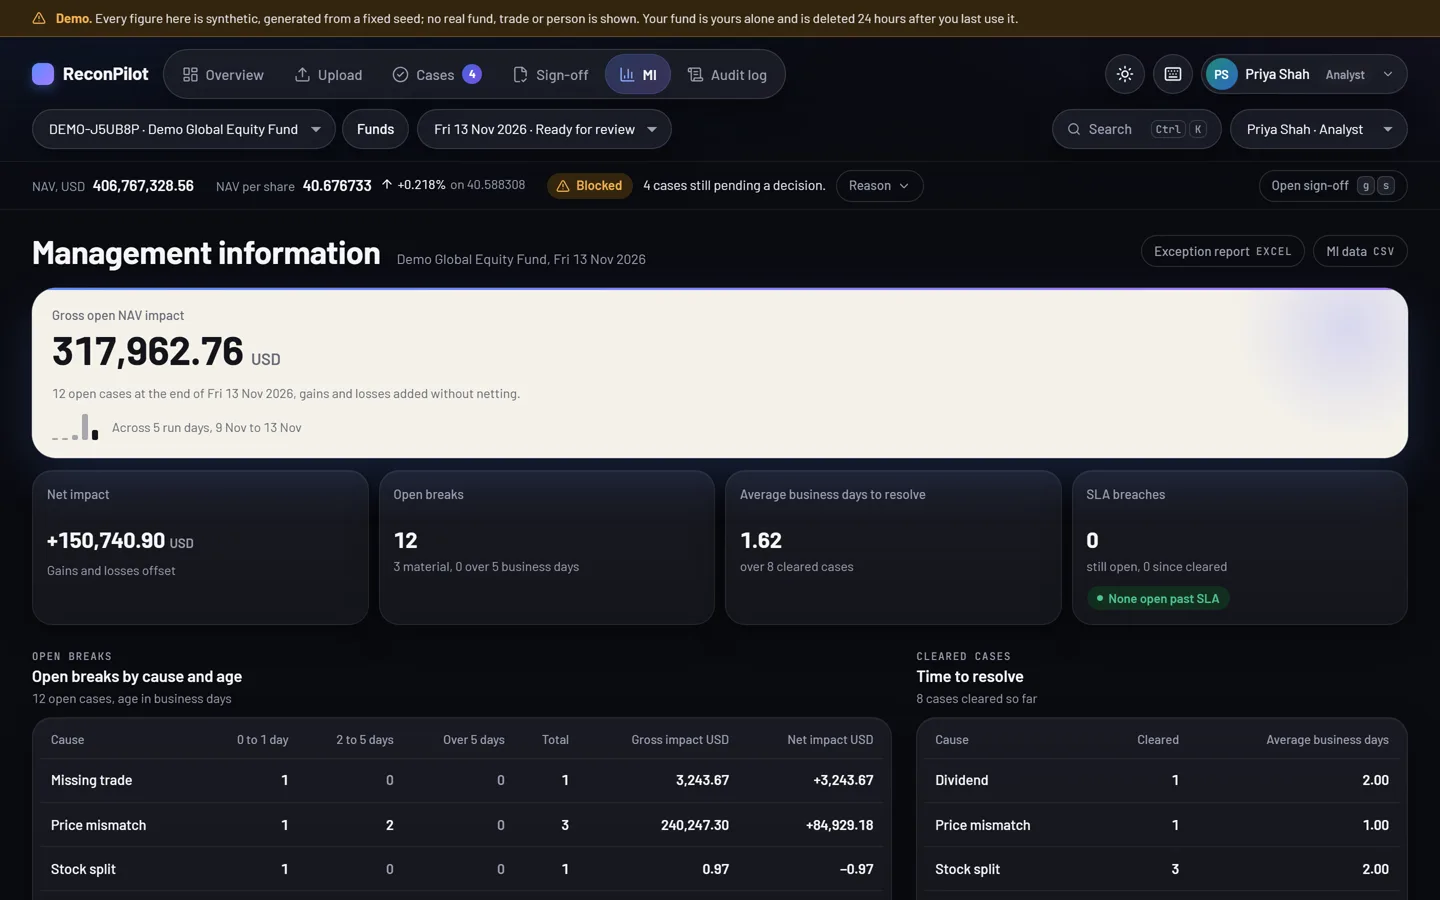 Demo. Every figure here is synthetic, generated from a fixed seed; no real fund, trade or person is shown. Your fund is yours alone and is deleted 24 hours after you last use it.
ReconPilot
Overview
Upload
Cases 4
Sign-off
MI
Audit log
PS Priya Shah Analyst
DEMO-J5UB8P · Demo Global Equity Fund
Funds
Fri 13 Nov 2026 · Ready for review
Search Ctrl K
Priya Shah · Analyst
NAV, USD 406,767,328.56
NAV per share 40.676733 ↑ +0.218% on 40.588308
Blocked 4 cases still pending a decision.
Reason
Open sign-off g s
Management information
Demo Global Equity Fund, Fri 13 Nov 2026
Exception report EXCEL
MI data CSV
Gross open NAV impact
317,962.76 USD
12 open cases at the end of Fri 13 Nov 2026, gains and losses added without netting.
Across 5 run days, 9 Nov to 13 Nov
Net impact
+150,740.90 USD
Gains and losses offset
Open breaks
12
3 material, 0 over 5 business days
Average business days to resolve
1.62
over 8 cleared cases
SLA breaches
0
still open, 0 since cleared
None open past SLA
OPEN BREAKS
Open breaks by cause and age
12 open cases, age in business days
Cause 0 to 1 day 2 to 5 days Over 5 days Total Gross impact USD Net impact USD
Missing trade 1 0 0 1 3,243.67 +3,243.67
Price mismatch 1 2 0 3 240,247.30 +84,929.18
Stock split 1 0 0 1 0.97 −0.97
CLEARED CASES
Time to resolve
8 cases cleared so far
Cause Cleared Average business days
Dividend 1 2.00
Price mismatch 1 1.00
Stock split 3 2.00